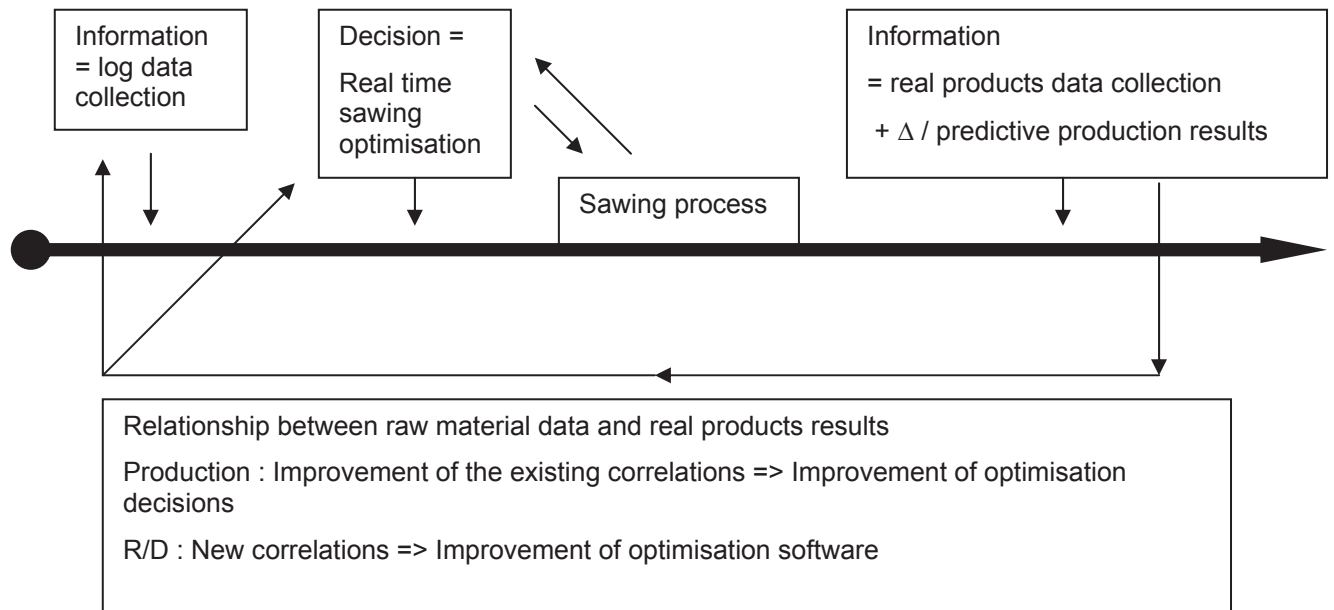 Information
= log data
collection
Decision =
Real time
sawing
optimisation
Sawing process
Information
= real products data collection
+ Δ / predictive production results
Relationship between raw material data and real products results
Production : Improvement of the existing correlations => Improvement of optimisation
decisions
R/D : New correlations => Improvement of optimisation software